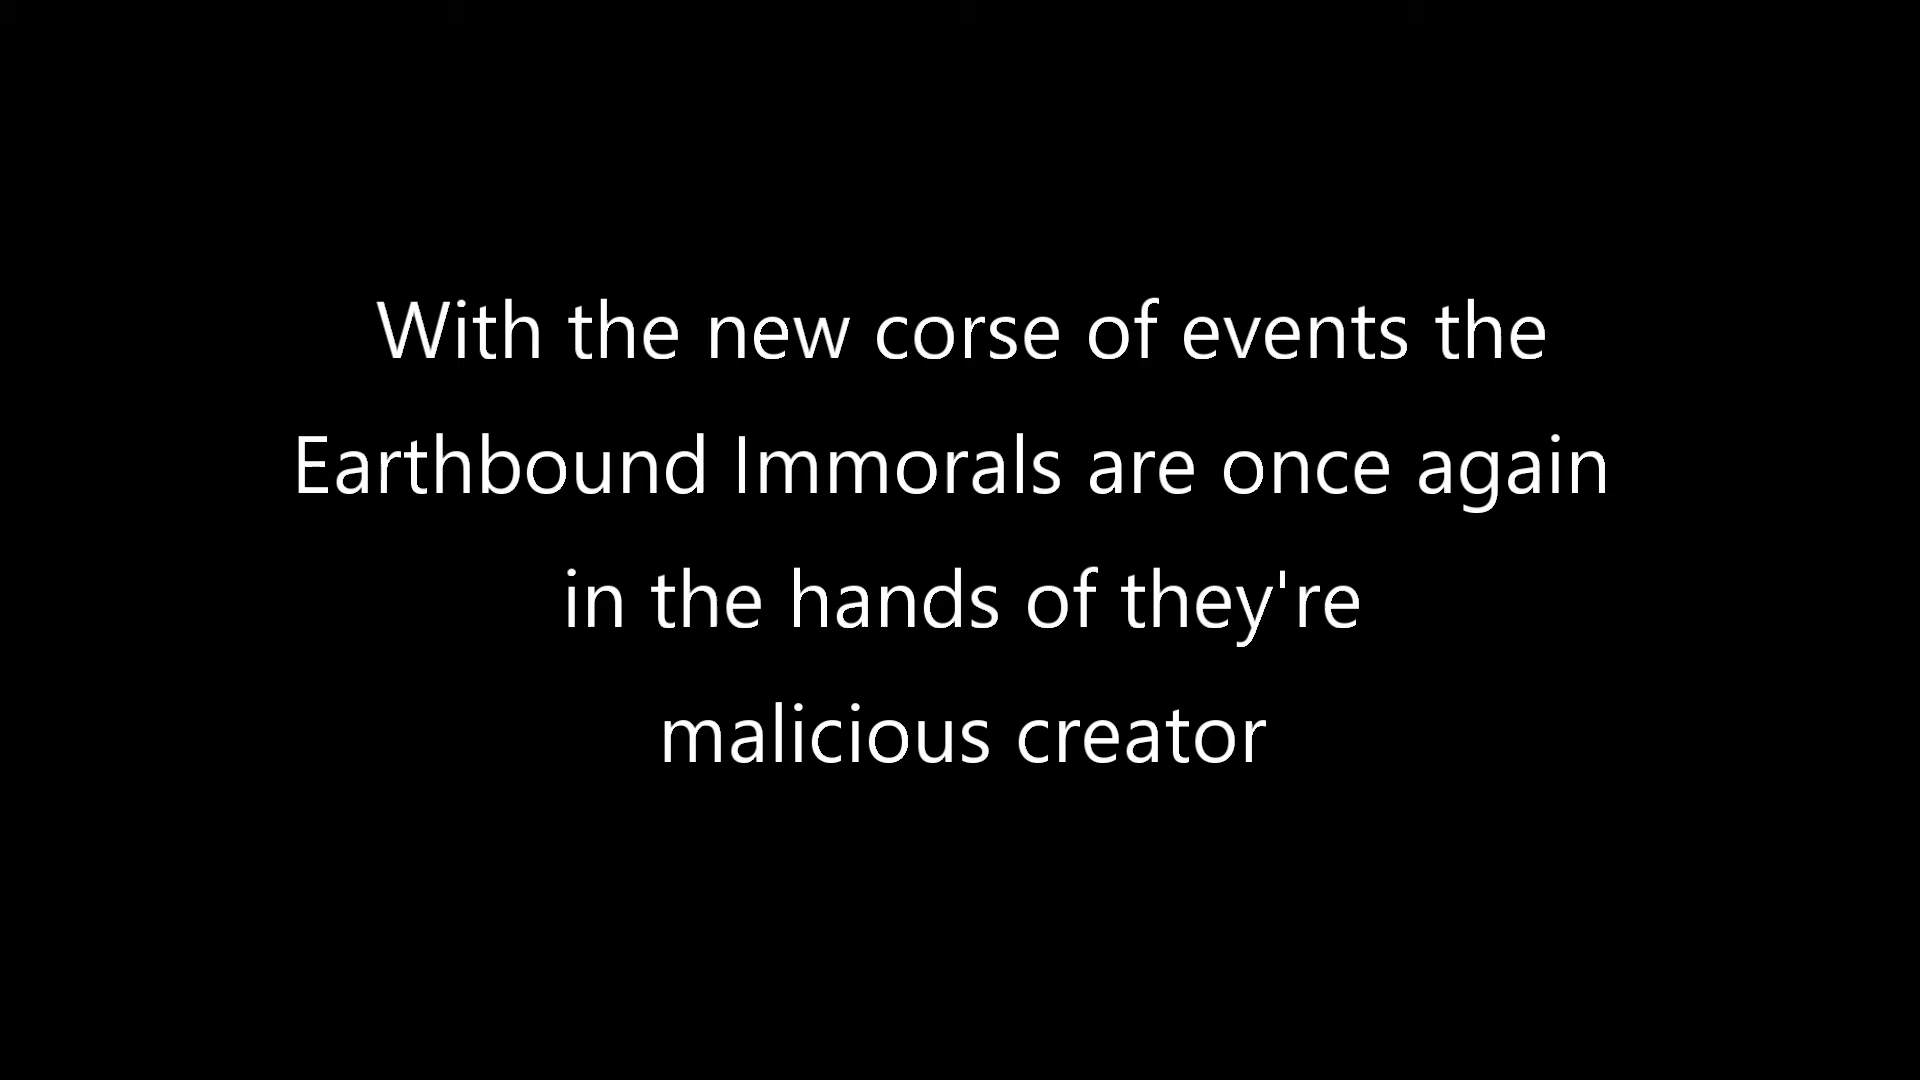 With the new corse of events the
Earthbound Immorals are once again
in the hands of they're
malicious creator